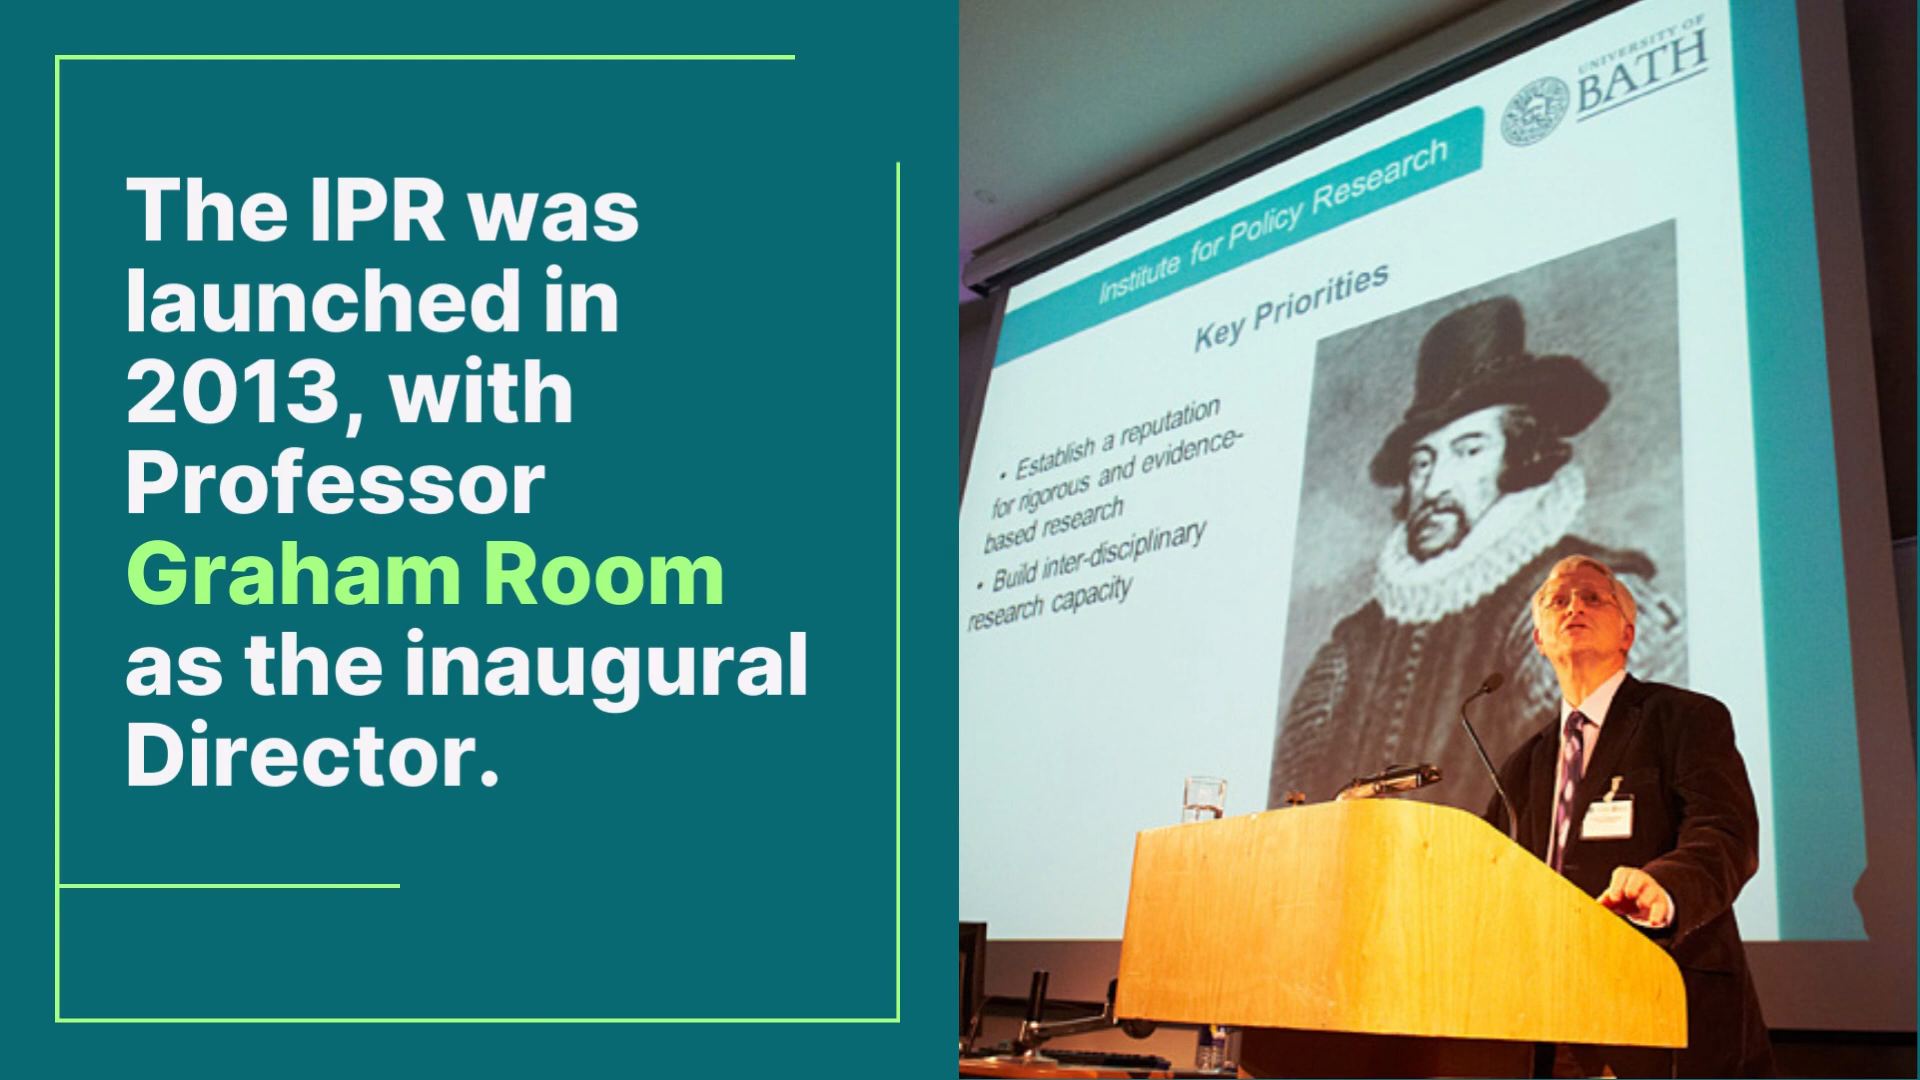 The IPR was
launched in
2013, with
Professor
Graham Room
as the inaugural
Director.
UNIVERSITY OF
BATH
Institute for Policy Research
Key Priorities
• Establish a reputation
for rigorous and evidence-
based research
• Build inter-disciplinary
research capacity